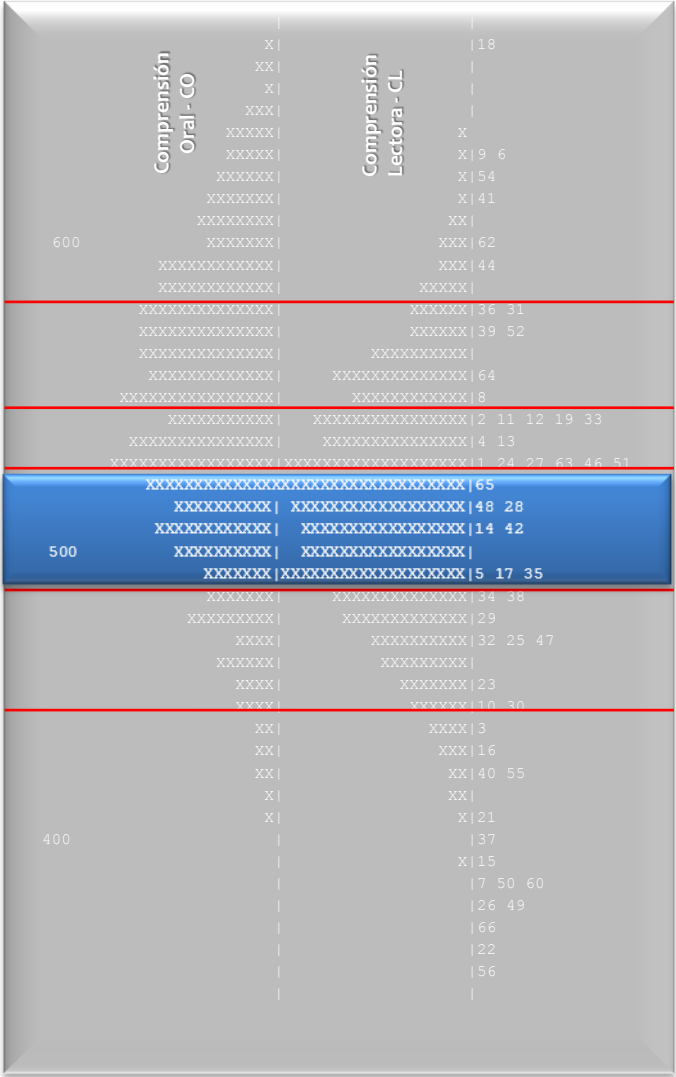 Comprensión
Oral - CO
Comprensión
Lectora - CL
| |
X| |18
XX| |
X| |
XXX| |
XXXXX| X
XXXXX| X|9 6
XXXXXX| X|54
XXXXXXX| X|41
XXXXXXXX| XX|
600 XXXXXXX| XXX|62
XXXXXXXXXXXX| XXX|44
XXXXXXXXXXXX| XXXXX|
XXXXXXXXXXXXXX| XXXXXX|36 31
XXXXXXXXXXXXXX| XXXXXX|39 52
XXXXXXXXXXXXXX| XXXXXXXXXX|
XXXXXXXXXXXXX| XXXXXXXXXXXXXX|64
XXXXXXXXXXXXXXXX| XXXXXXXXXXXX|8
XXXXXXXXXXX| XXXXXXXXXXXXXXXX|2 11 12 19 33
XXXXXXXXXXXXXXX| XXXXXXXXXXXXXXX|4 13
XXXXXXXXXXXXXXXXX|XXXXXXXXXXXXXXXXXXX|1 24 27 63 46 51
XXXXXXXXXXXXXXXXXXXXXXXXXXXXXXXXX|65
XXXXXXXXXX| XXXXXXXXXXXXXXXXXX|48 28
XXXXXXXXXXXX| XXXXXXXXXXXXXXXXX|14 42
500 XXXXXXXXXX| XXXXXXXXXXXXXXXXX|
XXXXXXX|XXXXXXXXXXXXXXXXXXX|5 17 35
XXXXXXX| XXXXXXXXXXXXXX|34 38
XXXXXXXXX| XXXXXXXXXXXXX|29
XXXX| XXXXXXXXXX|32 25 47
XXXXXX| XXXXXXXXX|
XXXX| XXXXXXX|23
XXXX| XXXXXX|10 30
XX| XXXX|3
XX| XXX|16
XX| XX|40 55
X| XX|
X| X|21
400 | |37
| X|15
| |7 50 60
| |26 49
| |66
| |22
| |56
| |